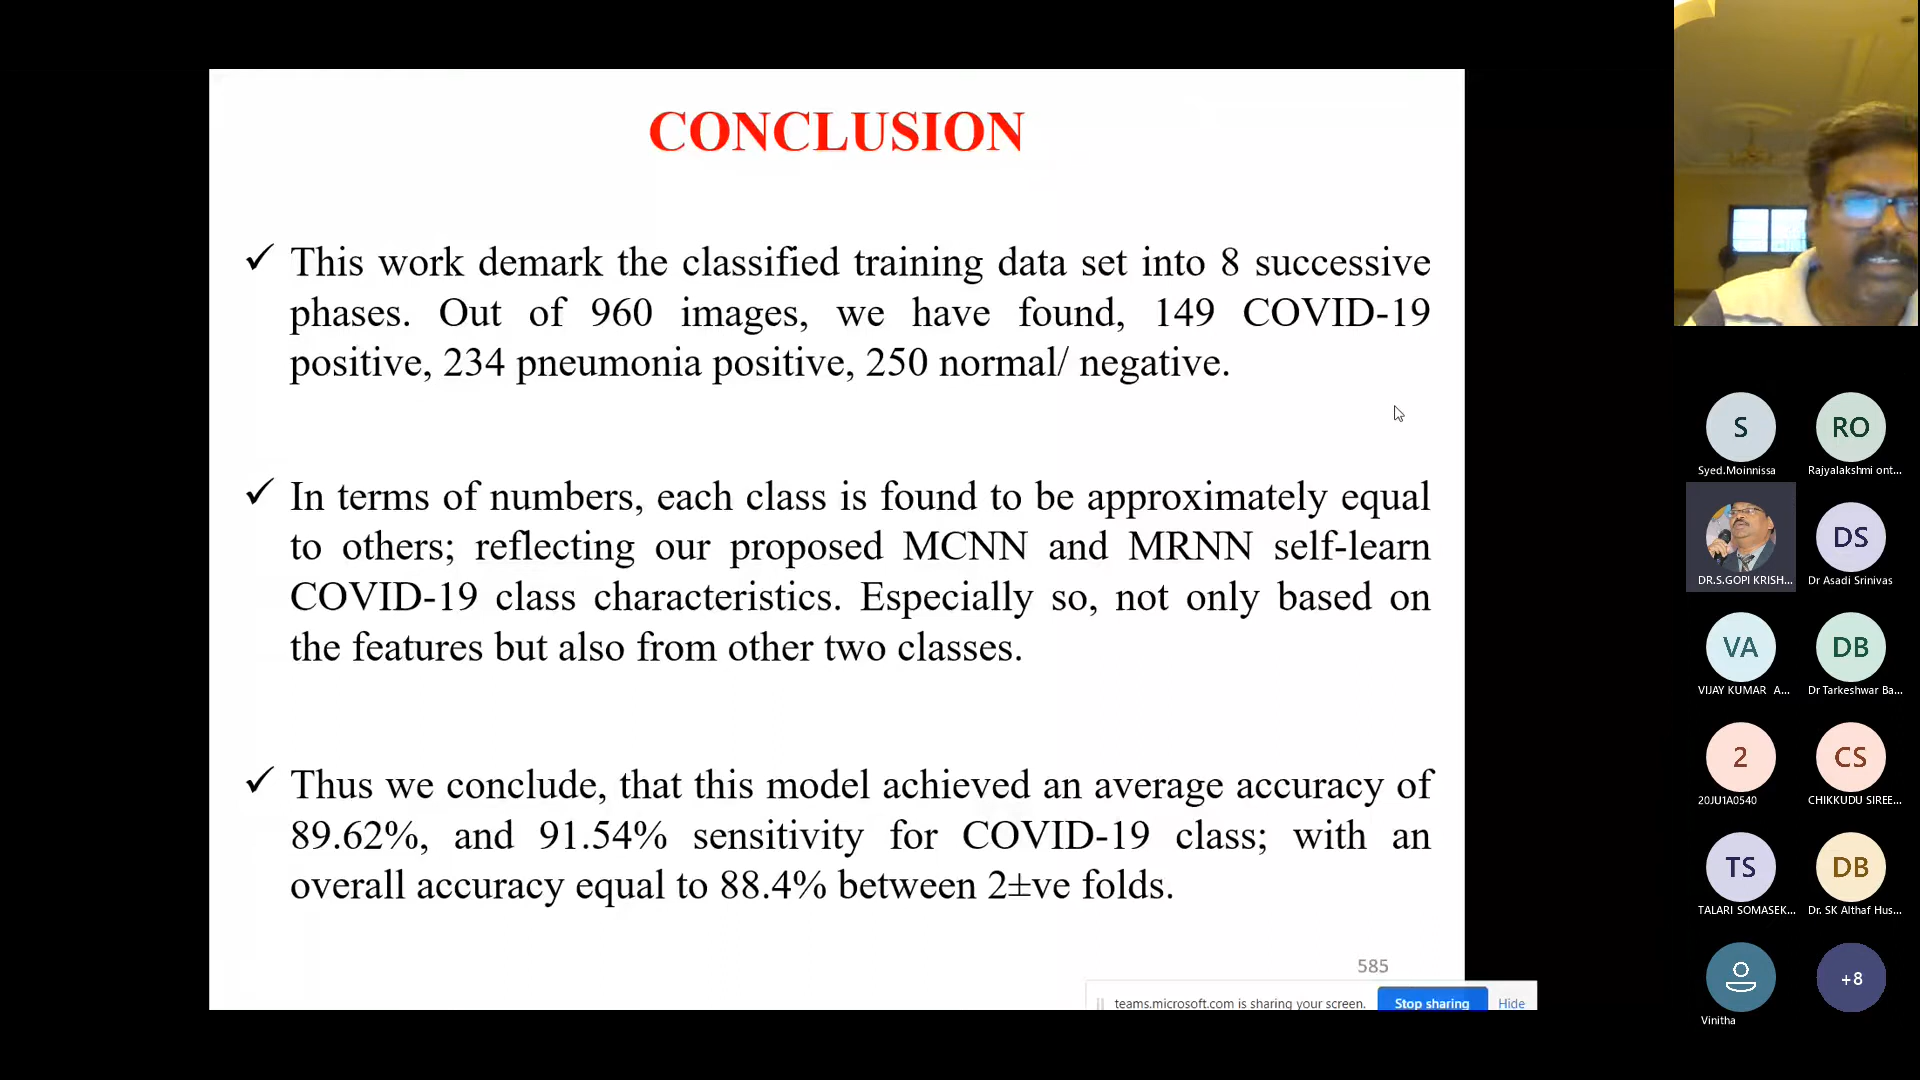 CONCLUSION
✓ This work demark the classified training data set into 8 successive
phases. Out of 960 images, we have found, 149 COVID-19
positive, 234 pneumonia positive, 250 normal/ negative.
✓ In terms of numbers, each class is found to be approximately equal
to others; reflecting our proposed MCNN and MRNN self-learn
COVID-19 class characteristics. Especially so, not only based on
the features but also from other two classes.
✓ Thus we conclude, that this model achieved an average accuracy of
89.62%, and 91.54% sensitivity for COVID-19 class; with an
overall accuracy equal to 88.4% between 2±ve folds.
585
teams.microsoft.com is sharing your screen. Stop sharing Hide
S RO
Syed.Moinnissa Rajyalakshmi ont...
DS
DR.S.GOPI KRISH... Dr Asadi Srinivas
VA DB
VIJAY KUMAR A... Dr Tarkeshwar Ba...
2 CS
20JU1A0540 CHIKKUDU SIREE...
TS DB
TALARI SOMASEK... Dr. SK Althaf Hus...
+8
Vinitha